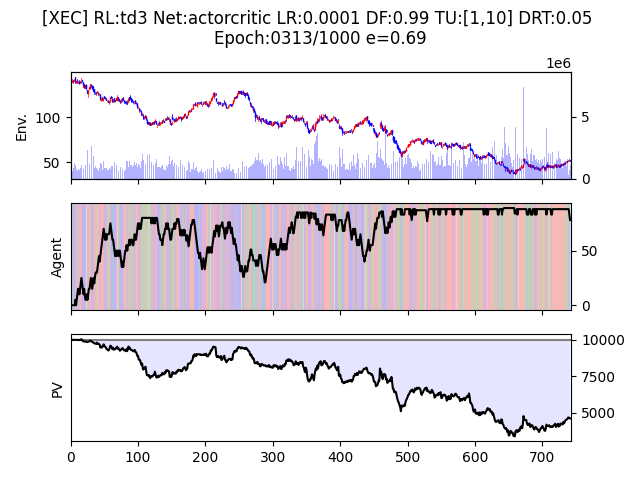 [XEC] RL:td3 Net:actorcritic LR:0.0001 DF:0.99 TU:[1,10] DRT:0.05
Epoch:0313/1000 e=0.69
1e6
Env.
100
50
5
0
Agent
50
0
PV
10000
7500
5000
0 100 200 300 400 500 600 700